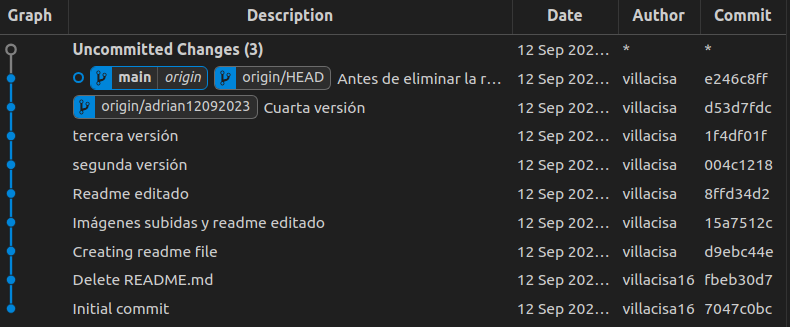 Graph Description Date Author Commit
Uncommitted Changes (3) 12 Sep 202... * *
main origin origin/HEAD Antes de eliminar la r... 12 Sep 202... villacisa e246c8ff
origin/adrian12092023 Cuarta versión 12 Sep 202... villacisa d53d7fdc
tercera versión 12 Sep 202... villacisa 1f4df01f
segunda versión 12 Sep 202... villacisa 004c1218
Readme editado 12 Sep 202... villacisa 8ffd34d2
Imágenes subidas y readme editado 12 Sep 202... villacisa 15a7512c
Creating readme file 12 Sep 202... villacisa d9ebc44e
Delete README.md 12 Sep 202... villacisa16 fbeb30d7
Initial commit 12 Sep 202... villacisa16 7047c0bc